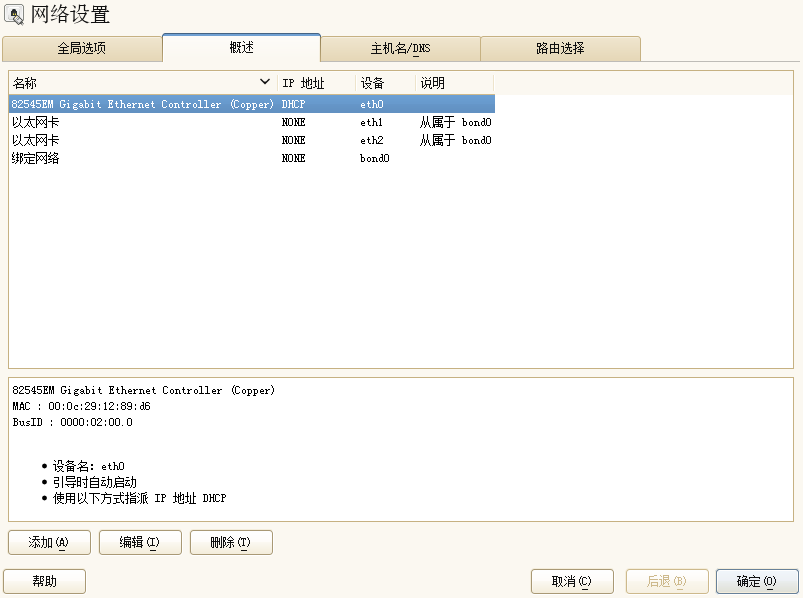 网络设置
全局选项 概述 主机名/DNS 路由选择
名称 IP 地址 设备 说明
82545EM Gigabit Ethernet Controller (Copper) DHCP eth0
以太网卡 NONE eth1 从属于 bond0
以太网卡 NONE eth2 从属于 bond0
绑定网络 NONE bond0
82545EM Gigabit Ethernet Controller (Copper)
MAC : 00:0c:29:12:89:d6
BusID : 0000:02:00.0
• 设备名: eth0
• 引导时自动启动
• 使用以下方式指派 IP 地址 DHCP
添加(A) 编辑(I) 删除(T)
帮助 取消(C) 后退(B) 确定(O)